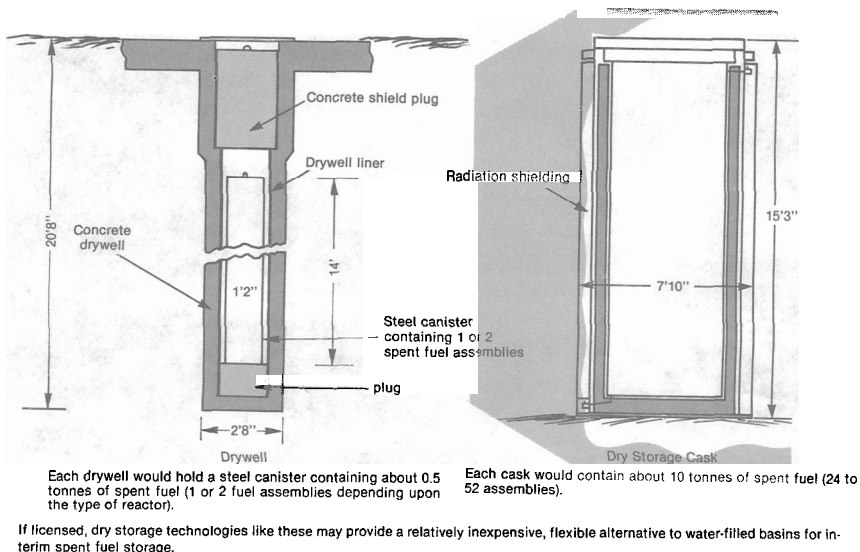 Concrete shield plug
Drywell liner
Radiation shielding
20'8"
Concrete
drywell
14'
1'2"
15'3"
7'10"
Steel canister
containing 1 or 2
spent fuel assemblies
plug
2'8"
Drywell
Dry Storage Cask
Each drywell would hold a steel canister containing about 0.5
tonnes of spent fuel (1 or 2 fuel assemblies depending upon
the type of reactor).
Each cask would contain about 10 tonnes of spent fuel (24 to
52 assemblies).
If licensed, dry storage technologies like these may provide a relatively inexpensive, flexible alternative to water-filled basins for in-
terim spent fuel storage.